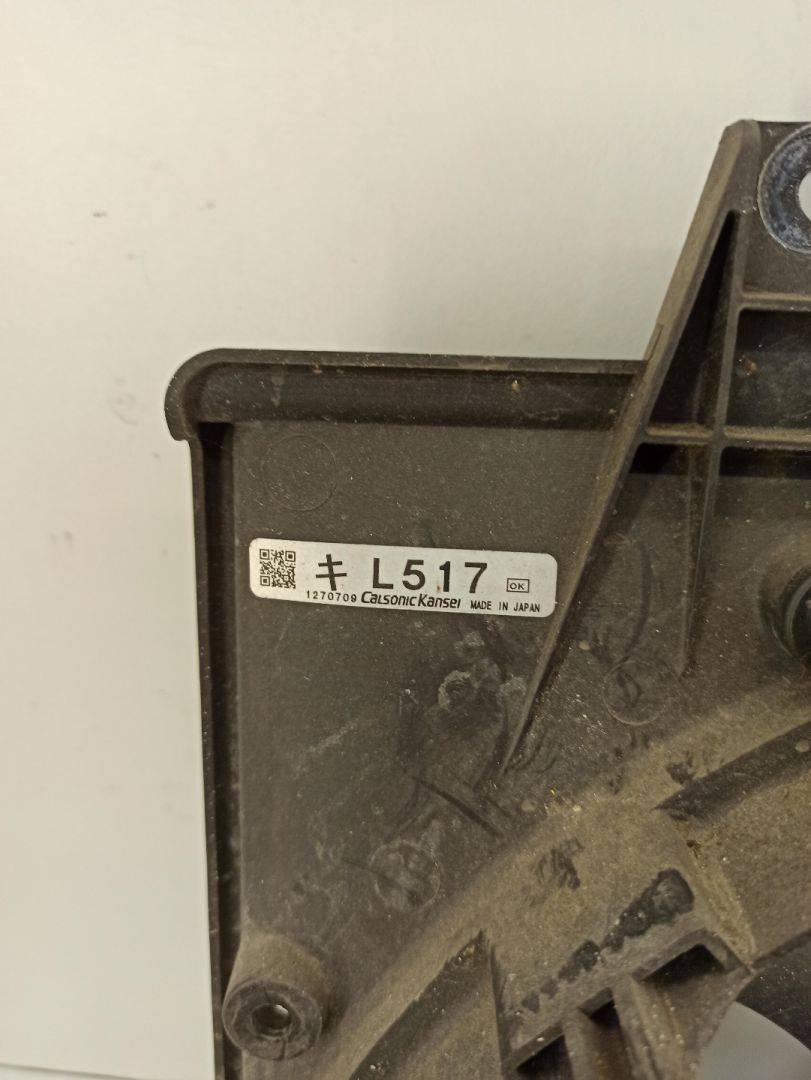 キ L517 OK
1270709 CalsonicKansei MADE IN JAPAN